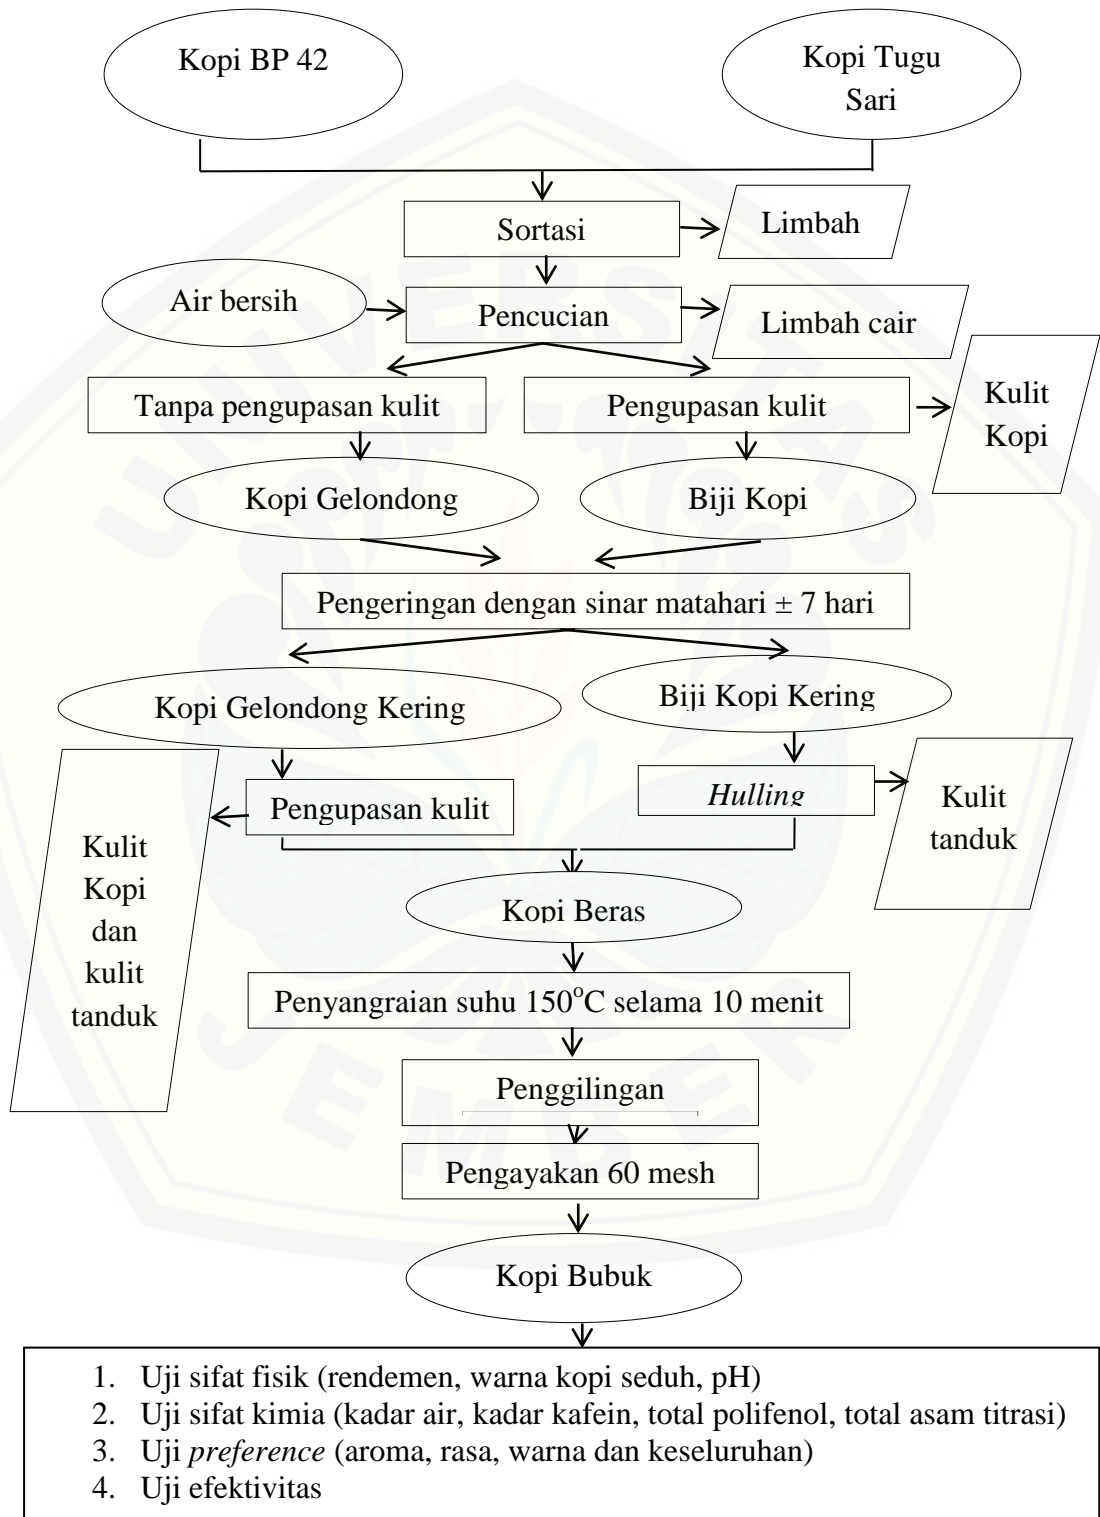 Kopi BP 42
Kopi Tugu
Sari
Sortasi
Limbah
Air bersih
Pencucian
Limbah cair
Tanpa pengupasan kulit
Pengupasan kulit
Kulit
Kopi
Kopi Gelondong
Biji Kopi
Pengeringan dengan sinar matahari ± 7 hari
Kopi Gelondong Kering
Biji Kopi Kering
Pengupasan kulit
Hulling
Kulit
tanduk
Kulit
Kopi
dan
kulit
tanduk
Kopi Beras
Penyangraian suhu 150°C selama 10 menit
Penggilingan
Pengayakan 60 mesh
Kopi Bubuk
1. Uji sifat fisik (rendemen, warna kopi seduh, pH)
2. Uji sifat kimia (kadar air, kadar kafein, total polifenol, total asam titrasi)
3. Uji preference (aroma, rasa, warna dan keseluruhan)
4. Uji efektivitas
UNIVERSITAS
JEMBER